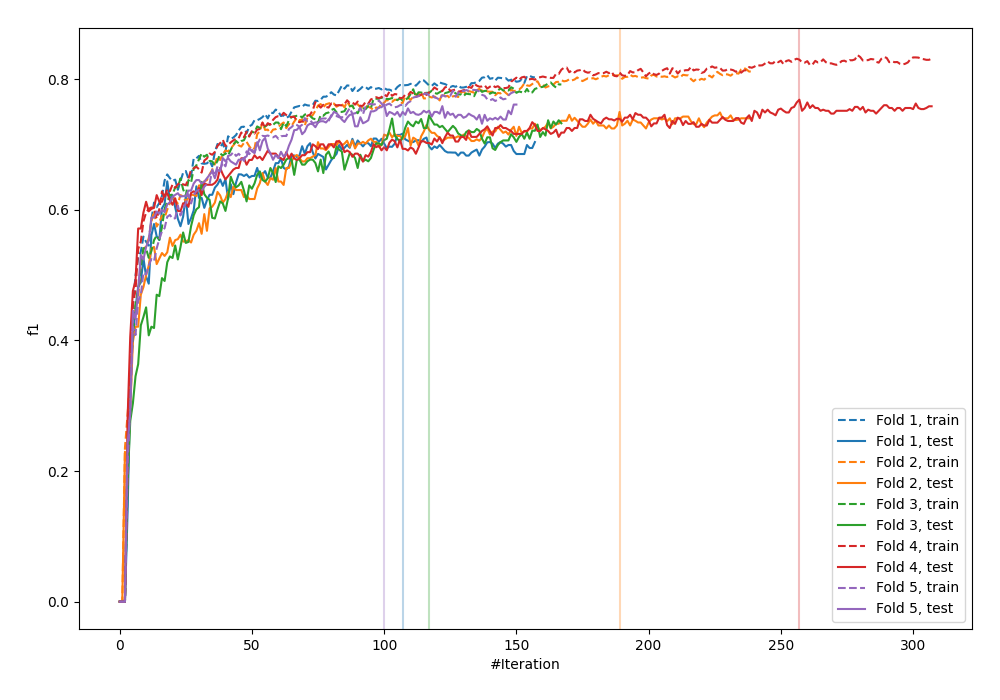 0.8
0.6
0.4
0.2
0.0
f1
0
50
100
150
200
250
300
#Iteration
Fold 1, train
Fold 1, test
Fold 2, train
Fold 2, test
Fold 3, train
Fold 3, test
Fold 4, train
Fold 4, test
Fold 5, train
Fold 5, test